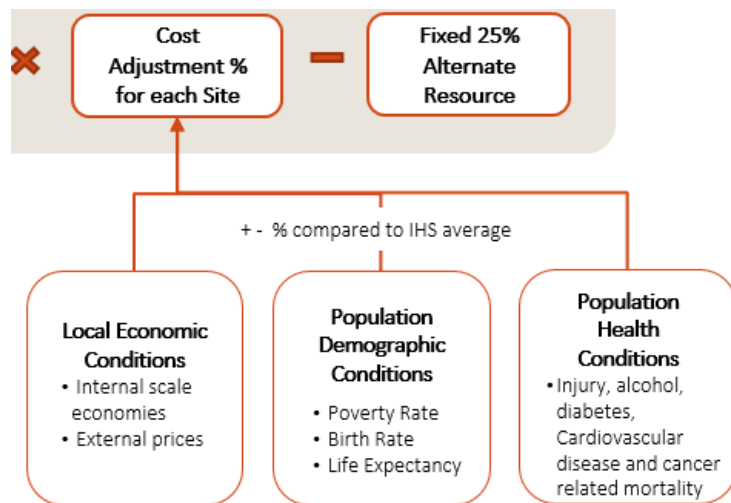 Cost
Adjustment %
for each Site
Fixed 25%
Alternate
Resource
+ - % compared to IHS average
Local Economic
Conditions
• Internal scale
economies
• External prices
Population
Demographic
Conditions
• Poverty Rate
• Birth Rate
• Life Expectancy
Population
Health
Conditions
• Injury, alcohol,
diabetes,
Cardiovascular
disease and cancer
related mortality